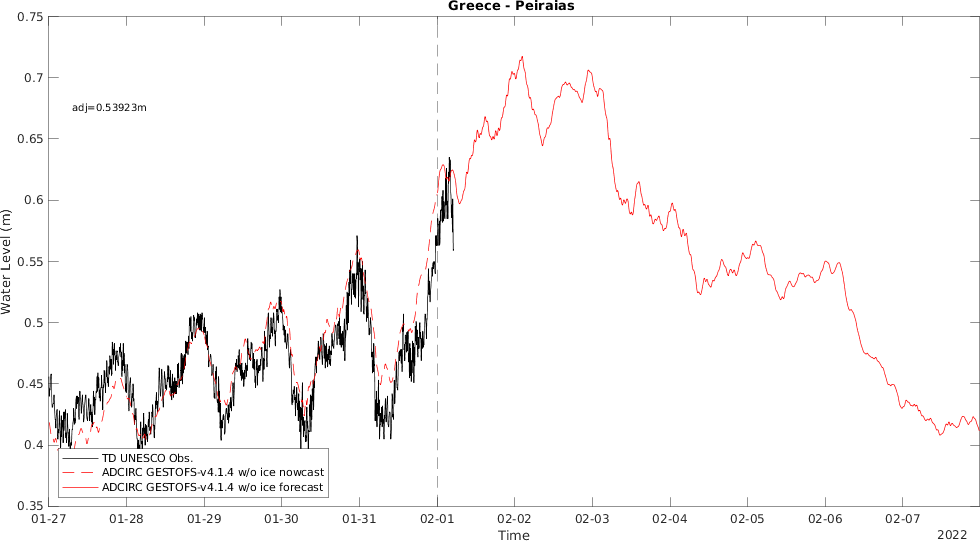 Greece - Peiraias
0.75
0.7
0.65
0.6
0.55
0.5
0.45
0.4
0.35
Water Level (m)
adj=0.53923m
TD UNESCO Obs.
ADCIRC GESTOFS-v4.1.4 w/o ice nowcast
ADCIRC GESTOFS-v4.1.4 w/o ice forecast
01-27 01-28 01-29 01-30 01-31 02-01 02-02 02-03 02-04 02-05 02-06 02-07
Time
2022